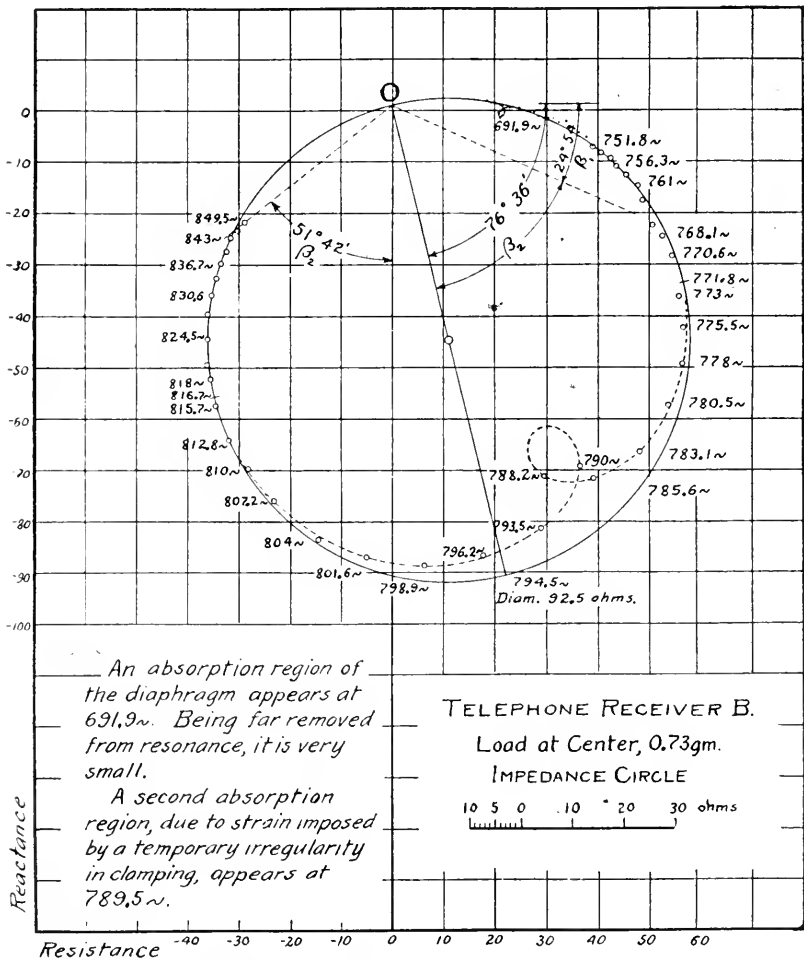 O
0
-10
-20
-30
-40
-50
-60
-70
-80
-90
-100
691.9~
751.8~
756.3~
761~
768.1~
770.6~
771.8~
773~
775.5~
778~
780.5~
783.1~
785.6~
788.2~
790~
793.5~
794.5~
Diam. 92.5 ohms.
796.2~
798.9~
801.6~
804~
807.2~
810~
812.8~
815.7~
816.7~
818~
824.5~
830.6
836.7~
843~
849.5~
51° 42'
β2
76° 36'
β2
24° 54'
β1
An absorption region of
the diaphragm appears at
691.9~. Being far removed
from resonance, it is very
small.
A second absorption
region, due to strain imposed
by a temporary irregularity
in clamping, appears at
789.5~.
TELEPHONE RECEIVER B.
Load at Center, 0.73gm.
IMPEDANCE CIRCLE
10 5 0 10 20 30 ohms
Reactance
Resistance -40 -30 -20 -10 0 10 20 30 40 50 60